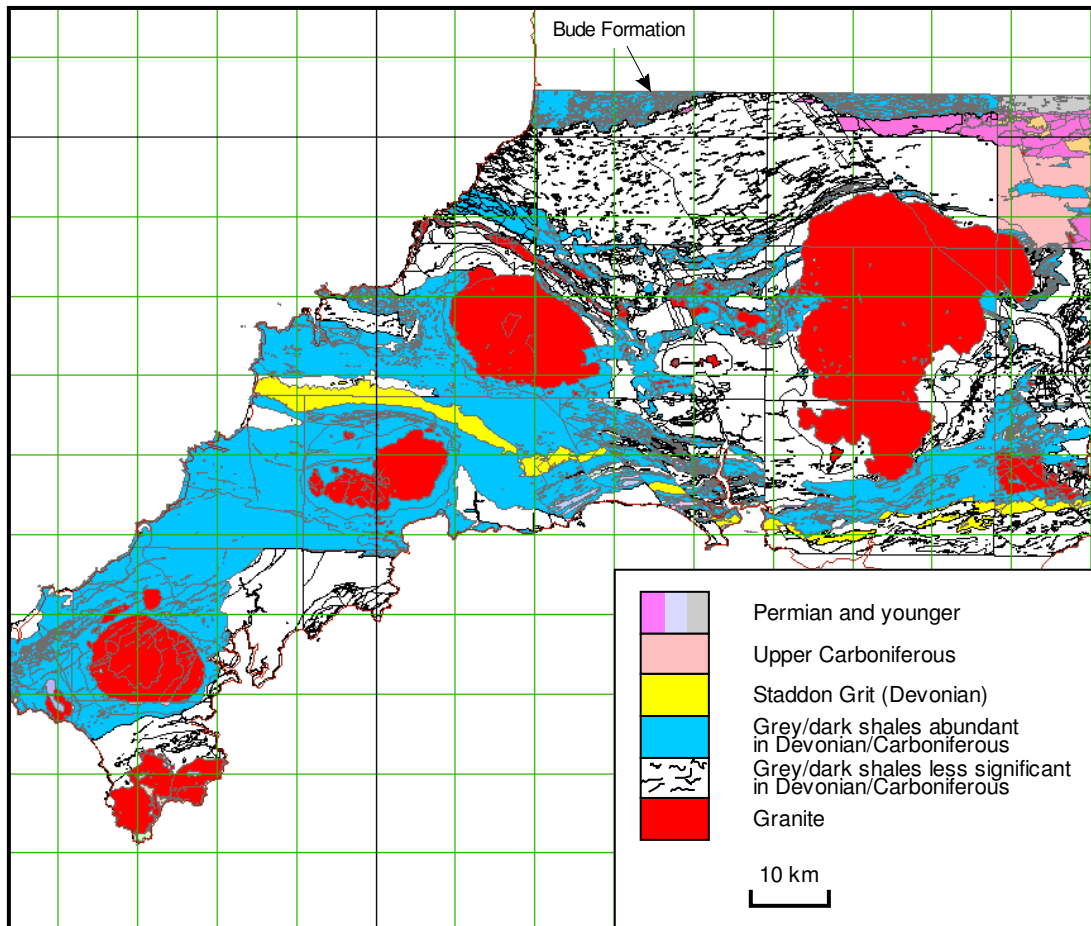 Bude Formation
Permian and younger
Upper Carboniferous
Staddon Grit (Devonian)
Grey/dark shales abundant
in Devonian/Carboniferous
Grey/dark shales less significant
in Devonian/Carboniferous
Granite
10 km